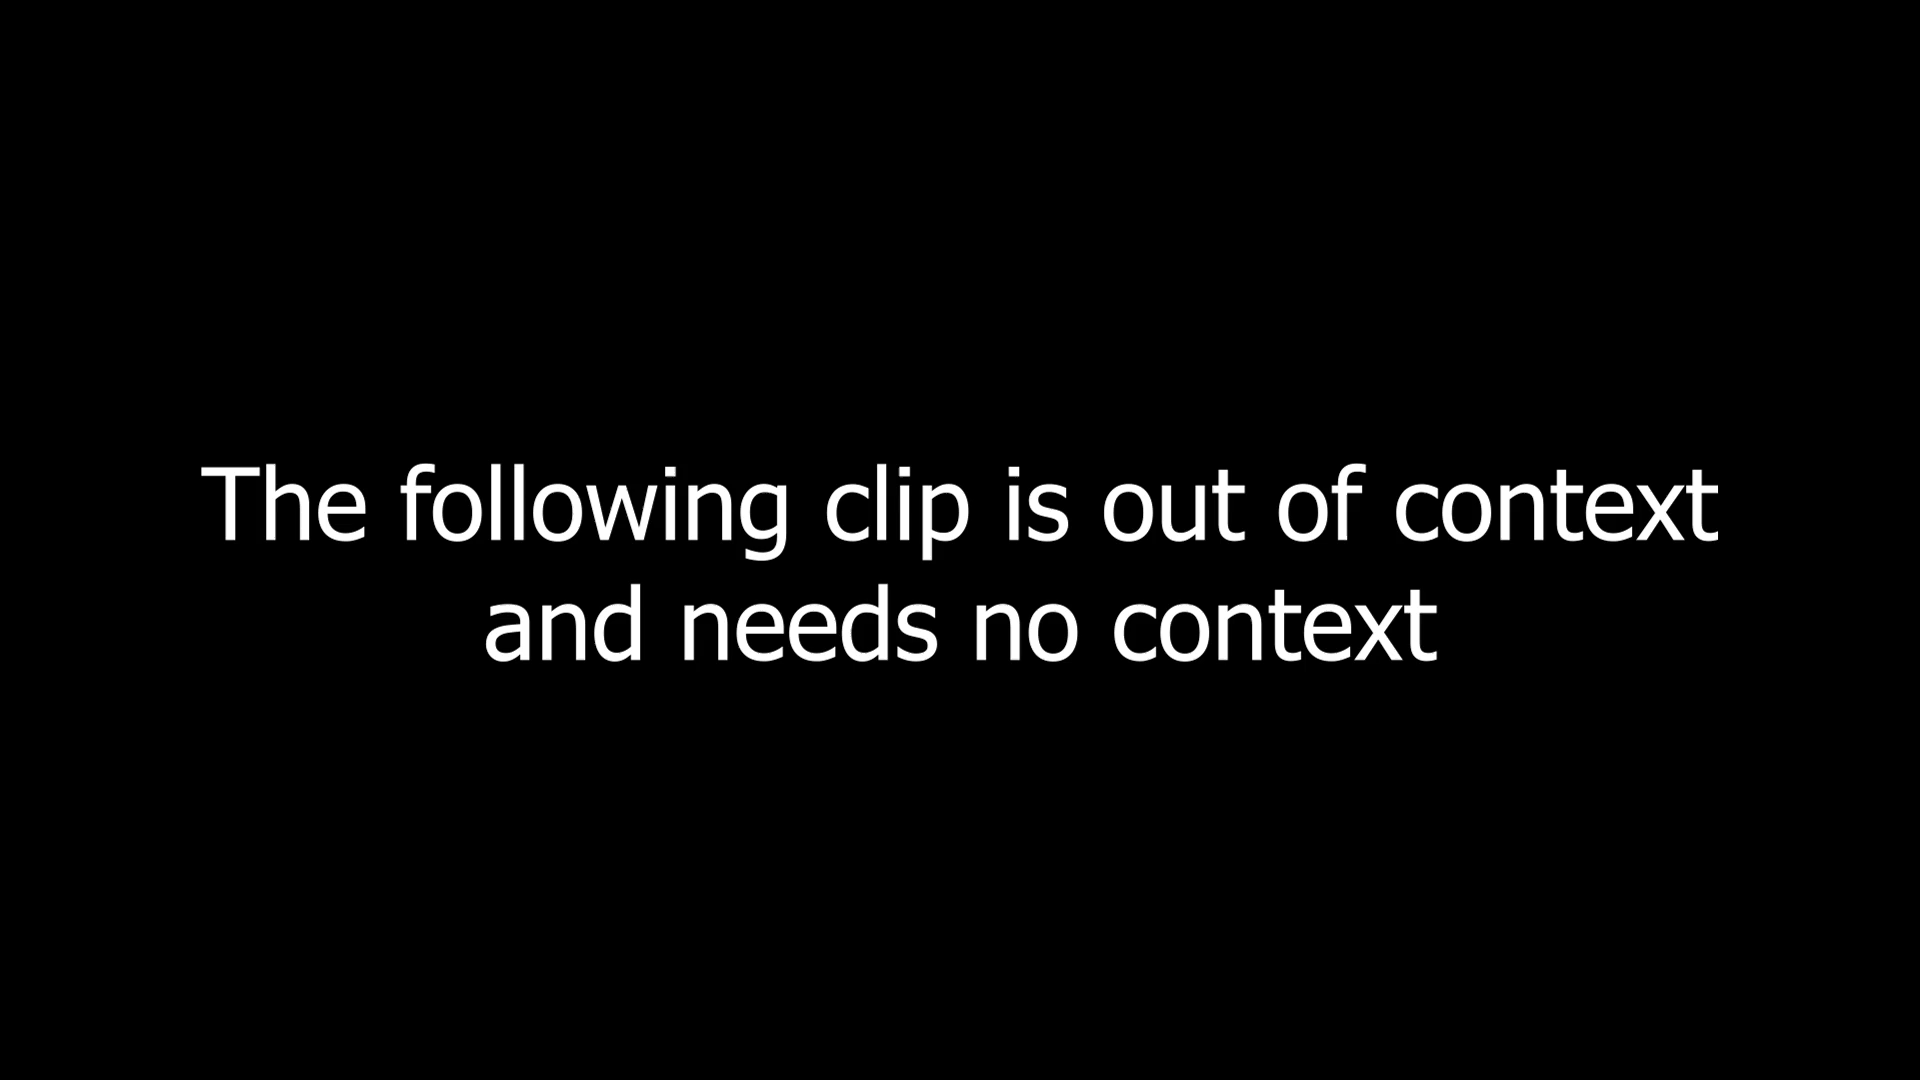 The following clip is out of context
and needs no context